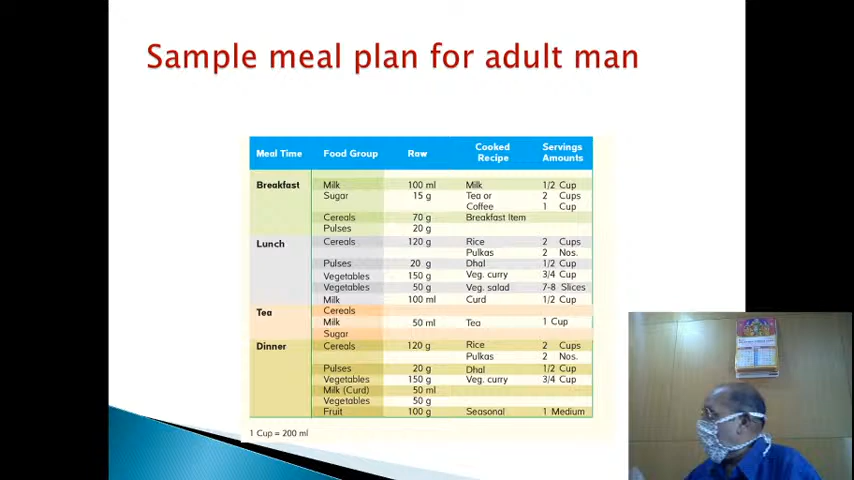 Sample meal plan for adult man
Meal Time Food Group Raw Cooked Recipe Servings Amounts
Breakfast Milk 100 ml Milk 1/2 Cup
Sugar 15 g Tea or 2 Cups
Coffee 1 Cup
Cereals 70 g Breakfast Item
Pulses 20 g
Lunch Cereals 120 g Rice 2 Cups
Pulkas 2 Nos.
Pulses 20 g Dhal 1/2 Cup
Vegetables 150 g Veg. curry 3/4 Cup
Vegetables 50 g Veg. salad 7-8 Slices
Milk 100 ml Curd 1/2 Cup
Tea Cereals
Milk 50 ml Tea 1 Cup
Sugar
Dinner Cereals 120 g Rice 2 Cups
Pulkas 2 Nos.
Pulses 20 g Dhal 1/2 Cup
Vegetables 150 g Veg. curry 3/4 Cup
Milk (Curd) 50 ml
Vegetables 50 g
Fruit 100 g Seasonal 1 Medium
1 Cup = 200 ml